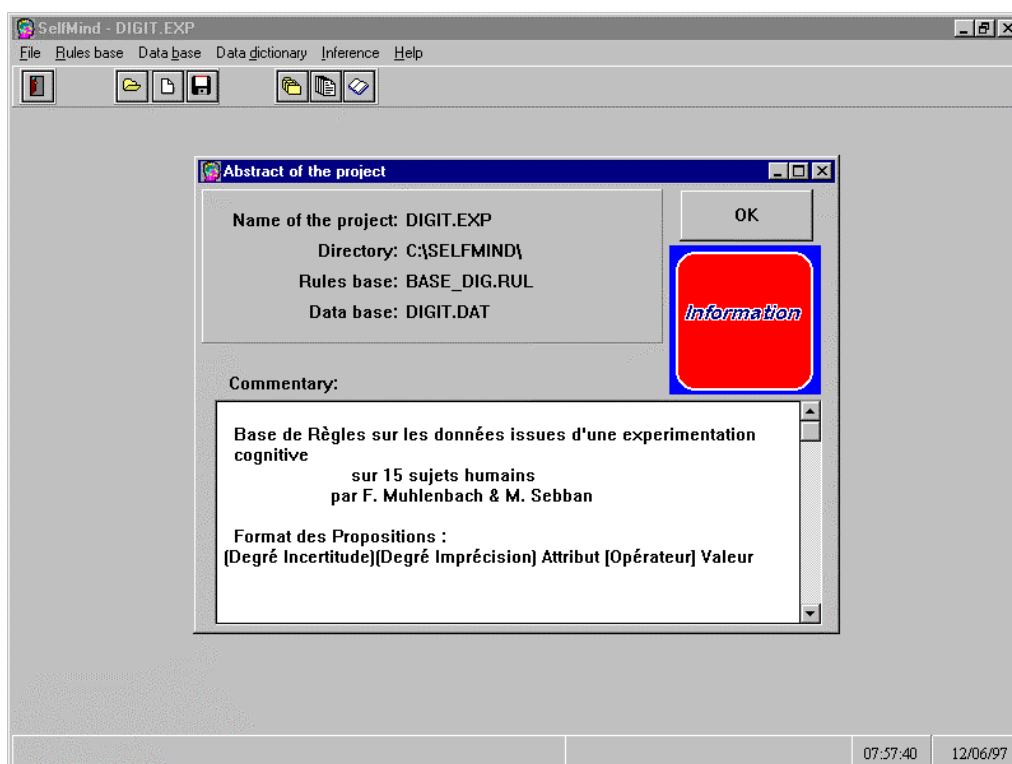 SelfMind - DIGIT.EXP
File Rules base Data base Data dictionary Inference Help
Abstract of the project
Name of the project: DIGIT.EXP
Directory: C:\SELFMIND\
Rules base: BASE_DIG.RUL
Data base: DIGIT.DAT
OK
Information
Commentary:
Base de Règles sur les données issues d'une experimentation
cognitive
sur 15 sujets humains
par F. Muhlenbach & M. Sebban
Format des Propositions :
(Degré Incertitude)(Degré Imprécision) Attribut [Opérateur] Valeur
07:57:40 12/06/97